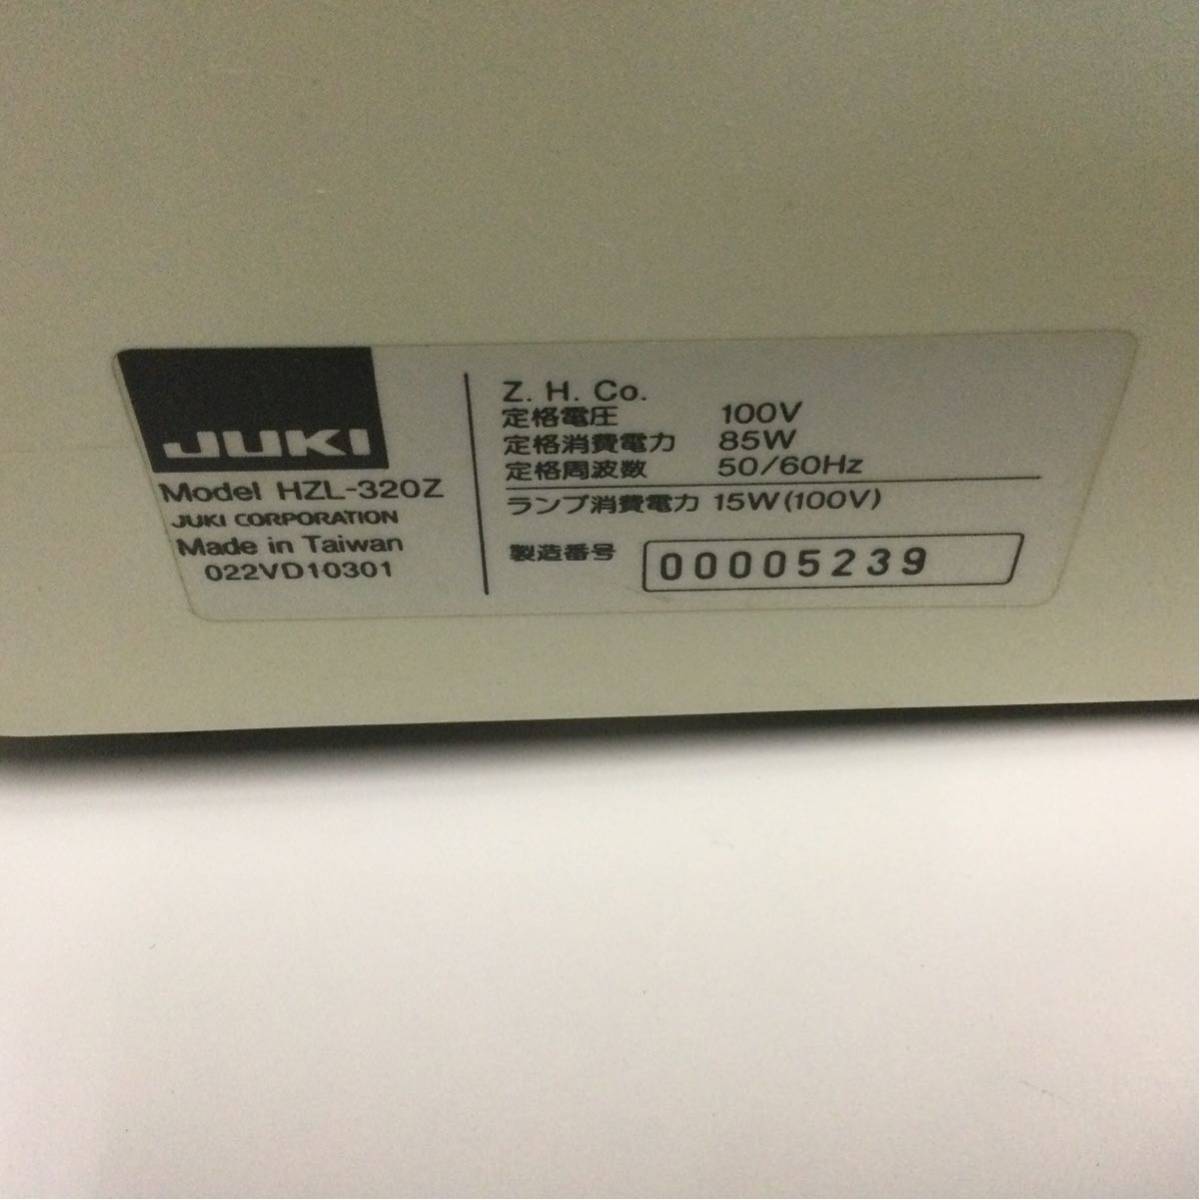 JUKI
Model HZL-320Z
JUKI CORPORATION
Made in Taiwan
022VD10301
Z. H. Co.
定格電圧 100V
定格消費電力 85W
定格周波数 50/60Hz
ランプ消費電力 15W(100V)
製造番号 00005239